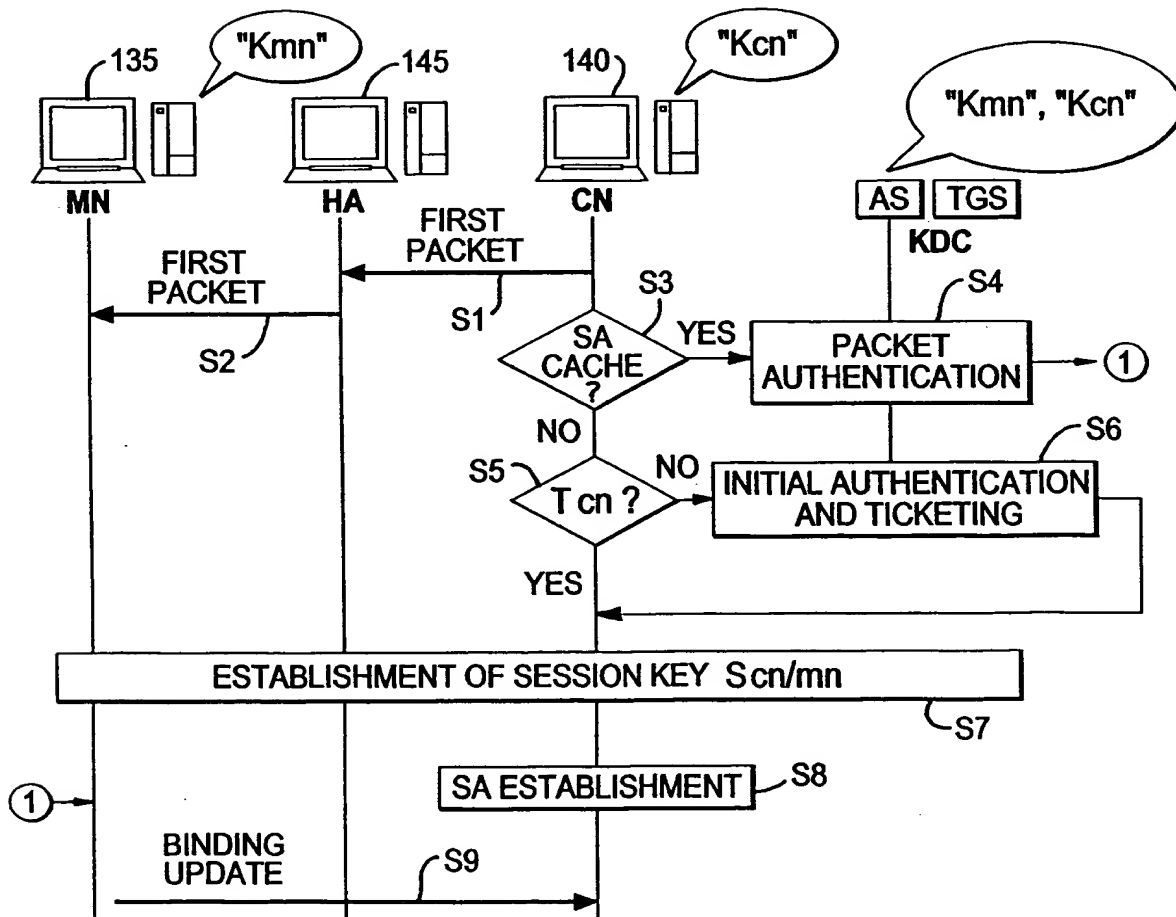 "Kmn"
"Kcn"
"Kmn", "Kcn"
135
145
140
MN
HA
CN
AS
TGS
KDC
FIRST
PACKET
S1
FIRST
PACKET
S2
S3
SA
CACHE
?
YES
S4
PACKET
AUTHENTICATION
1
NO
S5
T cn ?
NO
S6
INITIAL AUTHENTICATION
AND TICKETING
YES
ESTABLISHMENT OF SESSION KEY Scn/mn
S7
SA ESTABLISHMENT
S8
1
BINDING
UPDATE
S9